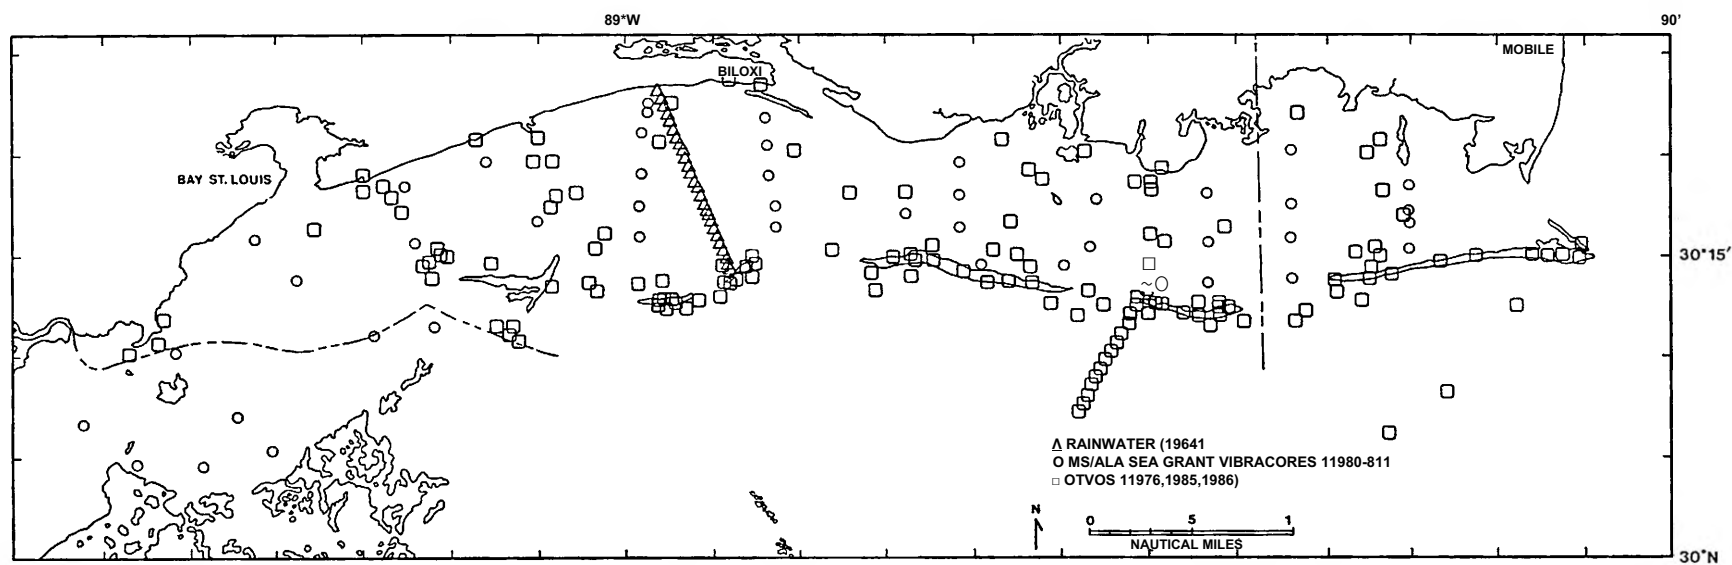 89*W
90'
MOBILE
BILOXI
BAY ST. LOUIS
30*15'
Λ RAINWATER (19641
O MS/ALA SEA GRANT VIBRACORES 11980-811
□ OTVOS 11976,1985,1986)
N
0 5 1
NAUTICAL MILES
30*N